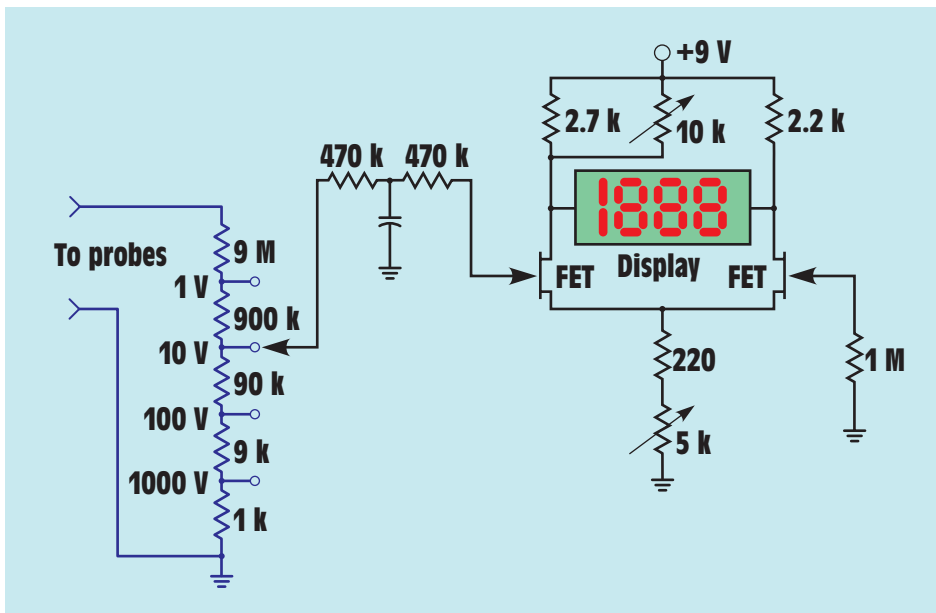 +9 V
2.7 k
10 k
2.2 k
470 k
470 k
1888
To probes
9 M
1 V
FET
Display
FET
900 k
10 V
220
1 M
90 k
100 V
5 k
9 k
1000 V
1 k